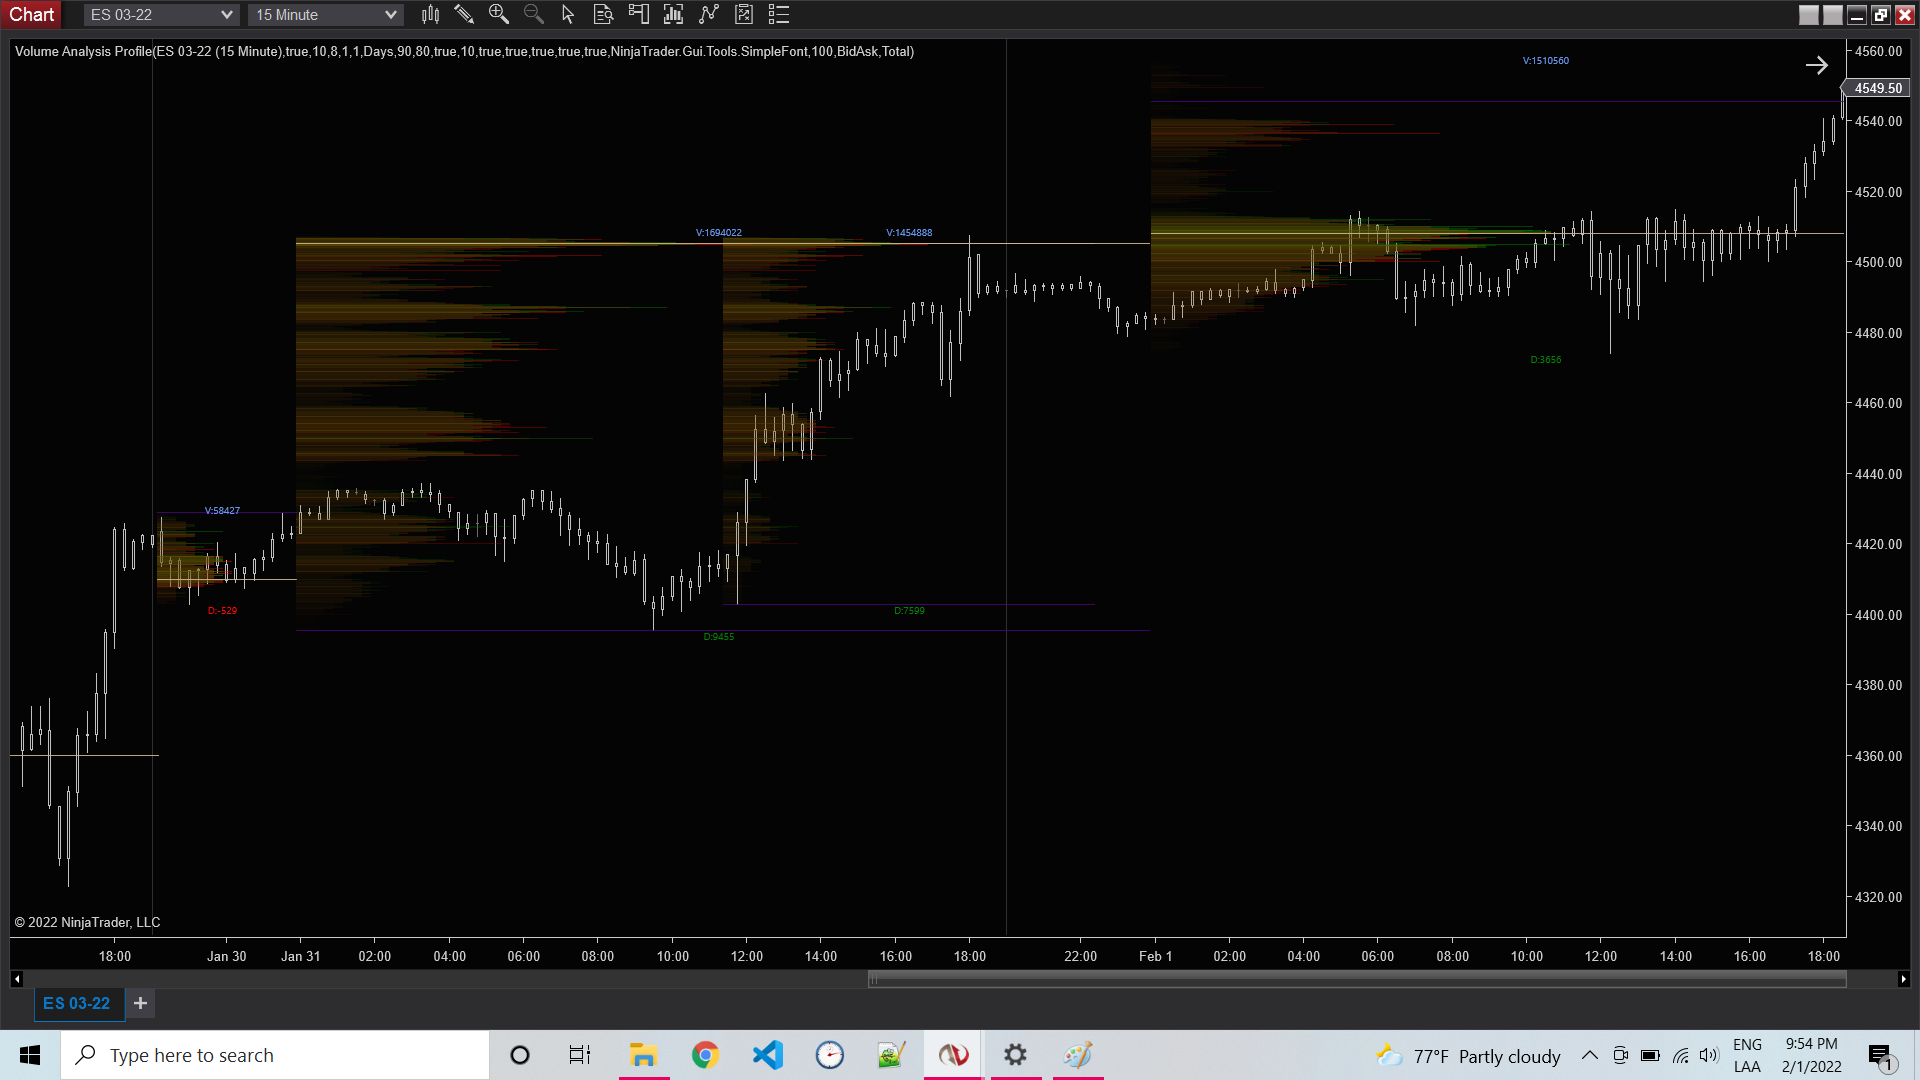 Chart
ES 03-22
15 Minute
Volume Analysis Profile(ES 03-22 (15 Minute),true,10,8,1,1,Days,90,80,true,10,true,true,true,true,true,NinjaTrader.Gui.Tools.SimpleFont,100,BidAsk,Total)
V:1510560
V:1694022
V:1454888
V:58427
D:-529
D:9455
D:7599
D:3656
4560.00
4549.50
4540.00
4520.00
4500.00
4480.00
4460.00
4440.00
4420.00
4400.00
4380.00
4360.00
4340.00
4320.00
© 2022 NinjaTrader, LLC
18:00 Jan 30 Jan 31 02:00 04:00 06:00 08:00 10:00 12:00 14:00 16:00 18:00 22:00 Feb 1 02:00 04:00 06:00 08:00 10:00 12:00 14:00 16:00 18:00
ES 03-22
Type here to search
77°F Partly cloudy
ENG
LAA
9:54 PM
2/1/2022
1